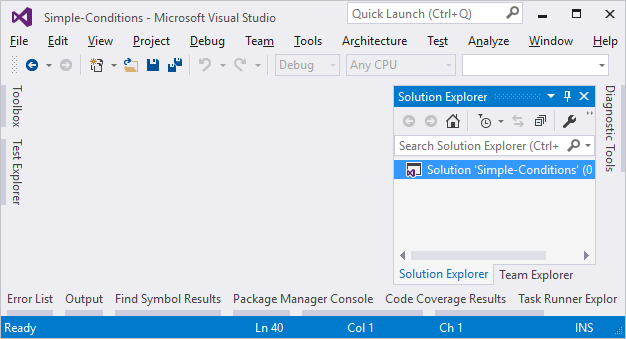 Simple-Conditions - Microsoft Visual Studio
Quick Launch (Ctrl+Q)
File Edit View Project Debug Team Tools Architecture Test Analyze Window Help
Debug Any CPU
Toolbox
Test Explorer
Solution Explorer
Search Solution Explorer (Ctrl+
Solution 'Simple-Conditions' (0
Solution Explorer Team Explorer
Diagnostic Tools
Error List Output Find Symbol Results Package Manager Console Code Coverage Results Task Runner Explor
Ready Ln 40 Col 1 Ch 1 INS